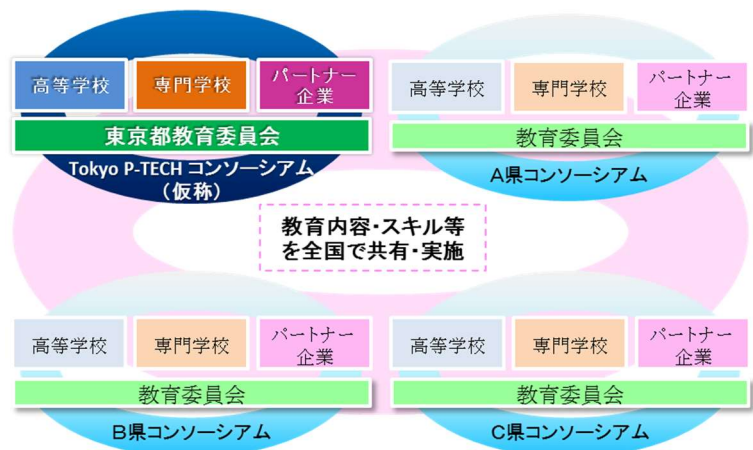 高等学校
専門学校
パートナー
企業
東京都教育委員会
Tokyo P-TECH コンソーシアム
（仮称）
高等学校
専門学校
パートナー
企業
教育委員会
A県コンソーシアム
教育内容・スキル等
を全国で共有・実施
高等学校
専門学校
パートナー
企業
教育委員会
B県コンソーシアム
高等学校
専門学校
パートナー
企業
教育委員会
C県コンソーシアム